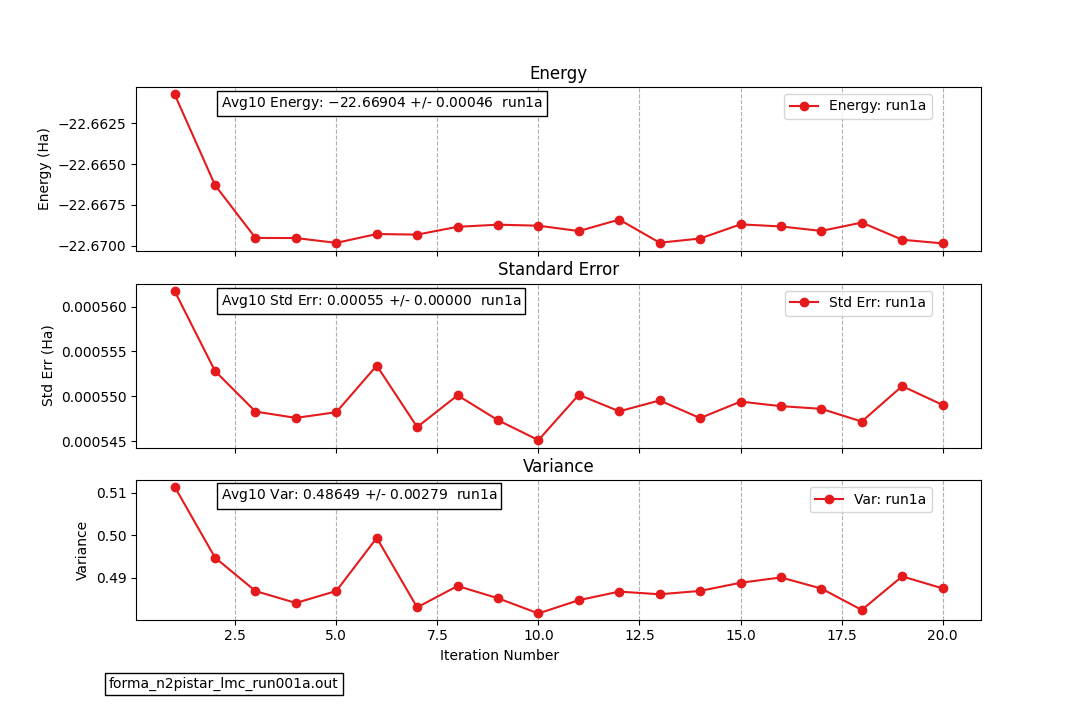 Energy
Avg10 Energy: −22.66904 +/- 0.00046 run1a
Energy: run1a
Energy (Ha)
−22.6625
−22.6650
−22.6675
−22.6700
Standard Error
Avg10 Std Err: 0.00055 +/- 0.00000 run1a
Std Err: run1a
Std Err (Ha)
0.000560
0.000555
0.000550
0.000545
Variance
Avg10 Var: 0.48649 +/- 0.00279 run1a
Var: run1a
Variance
0.51
0.50
0.49
2.5 5.0 7.5 10.0 12.5 15.0 17.5 20.0
Iteration Number
forma_n2pistar_lmc_run001a.out